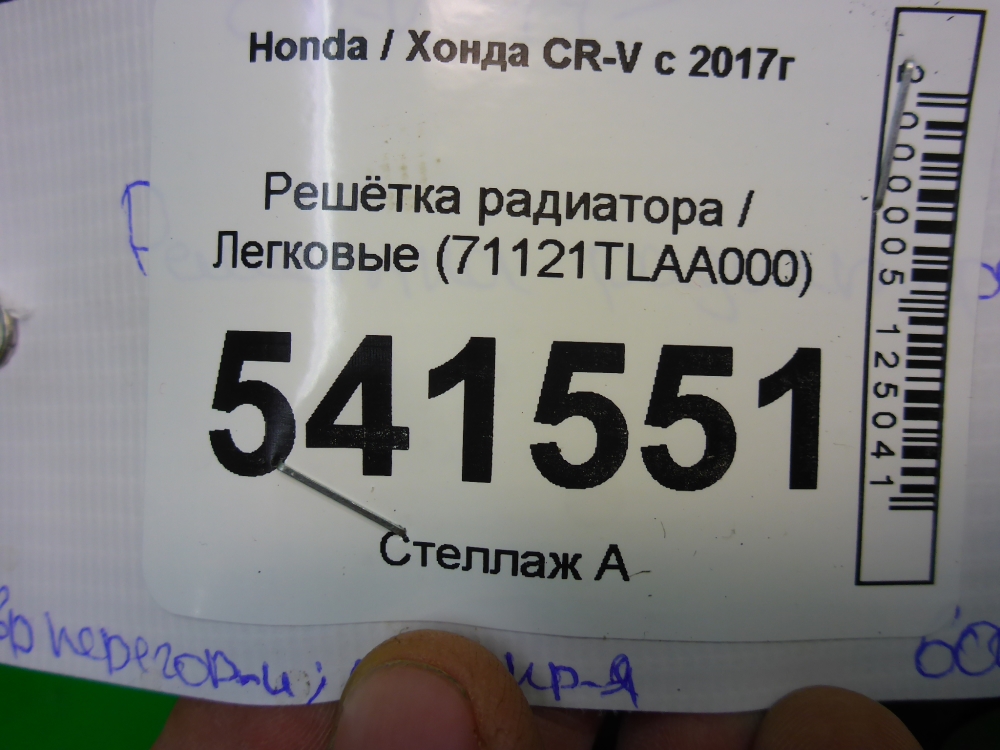 Honda / Хонда CR-V с 2017г
Решётка радиатора /
Легковые (71121TLAA000)
541551
Стеллаж А
2000005125041